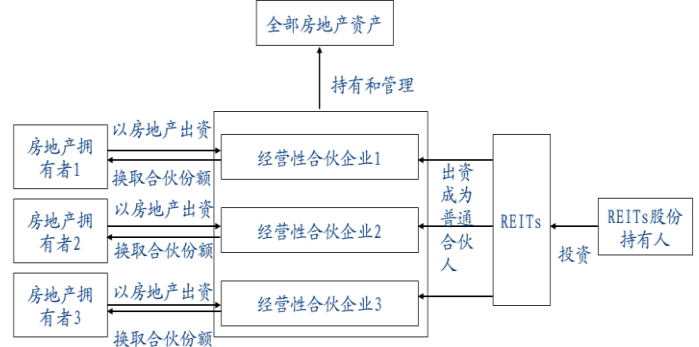 全部房地产资产
持有和管理
以房地产出资
房地产拥
有者1
换取合伙份额
经营性合伙企业1
以房地产出资
房地产拥
有者2
换取合伙份额
经营性合伙企业2
以房地产出资
房地产拥
有者3
换取合伙份额
经营性合伙企业3
出资
成为
普通
合伙
人
REITs
投资
REITs股份
持有人